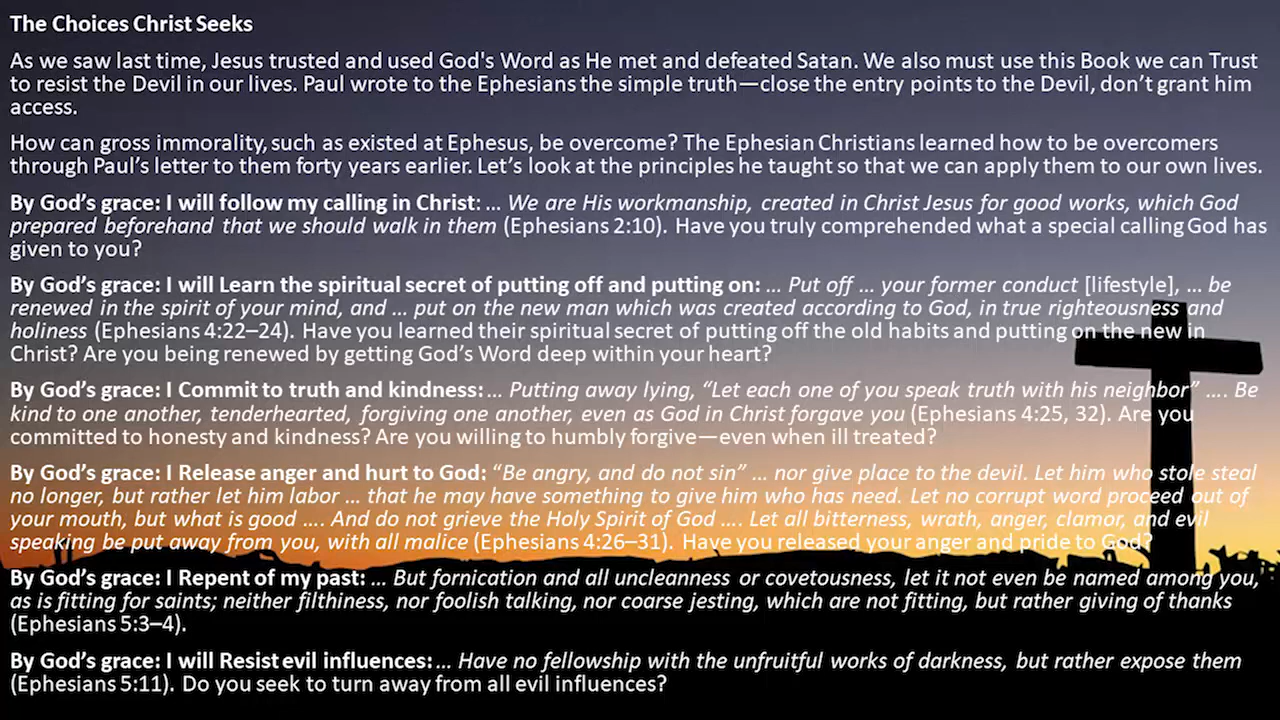 The Choices Christ Seeks
As we saw last time, Jesus trusted and used God's Word as He met and defeated Satan. We also must use this Book we can Trust
to resist the Devil in our lives. Paul wrote to the Ephesians the simple truth—close the entry points to the Devil, don’t grant him
access.
How can gross immorality, such as existed at Ephesus, be overcome? The Ephesian Christians learned how to be overcomers
through Paul’s letter to them forty years earlier. Let’s look at the principles he taught so that we can apply them to our own lives.
By God’s grace: I will follow my calling in Christ: … We are His workmanship, created in Christ Jesus for good works, which God
prepared beforehand that we should walk in them (Ephesians 2:10). Have you truly comprehended what a special calling God has
given to you?
By God’s grace: I will Learn the spiritual secret of putting off and putting on: … Put off … your former conduct [lifestyle], … be
renewed in the spirit of your mind, and … put on the new man which was created according to God, in true righteousness and
holiness (Ephesians 4:22–24). Have you learned their spiritual secret of putting off the old habits and putting on the new in
Christ? Are you being renewed by getting God’s Word deep within your heart?
By God’s grace: I Commit to truth and kindness: … Putting away lying, “Let each one of you speak truth with his neighbor” …. Be
kind to one another, tenderhearted, forgiving one another, even as God in Christ forgave you (Ephesians 4:25, 32). Are you
committed to honesty and kindness? Are you willing to humbly forgive—even when ill treated?
By God’s grace: I Release anger and hurt to God: “Be angry, and do not sin” … nor give place to the devil. Let him who stole steal
no longer, but rather let him labor … that he may have something to give him who has need. Let no corrupt word proceed out of
your mouth, but what is good …. And do not grieve the Holy Spirit of God …. Let all bitterness, wrath, anger, clamor, and evil
speaking be put away from you, with all malice (Ephesians 4:26–31). Have you released your anger and pride to God?
By God’s grace: I Repent of my past: … But fornication and all uncleanness or covetousness, let it not even be named among you,
as is fitting for saints; neither filthiness, nor foolish talking, nor coarse jesting, which are not fitting, but rather giving of thanks
(Ephesians 5:3–4).
By God’s grace: I will Resist evil influences: … Have no fellowship with the unfruitful works of darkness, but rather expose them
(Ephesians 5:11). Do you seek to turn away from all evil influences?